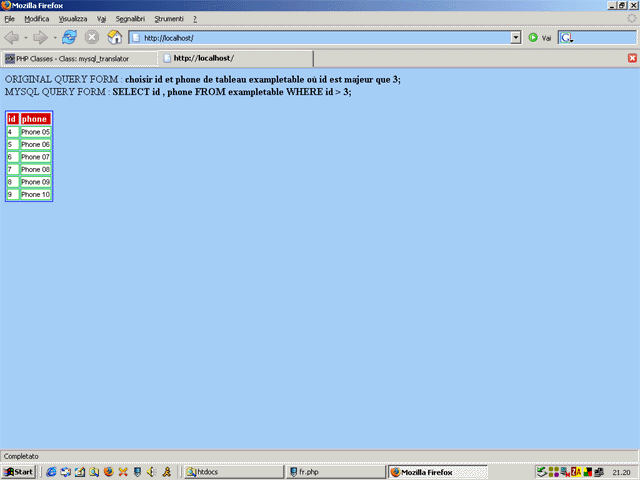 Mozilla Firefox
File Modifica Visualizza Vai Segnalibri Strumenti ?
http://localhost/ Vai
PHP Classes - Class: mysql_translator http://localhost/
ORIGINAL QUERY FORM : choisir id et phone de tableau exampletable où id est majeur que 3;
MYSQL QUERY FORM : SELECT id , phone FROM exampletable WHERE id > 3;
id phone
4 Phone 05
5 Phone 06
6 Phone 07
7 Phone 08
8 Phone 09
9 Phone 10
Completato
Start htdocs fr.php Mozilla Firefox 21.20